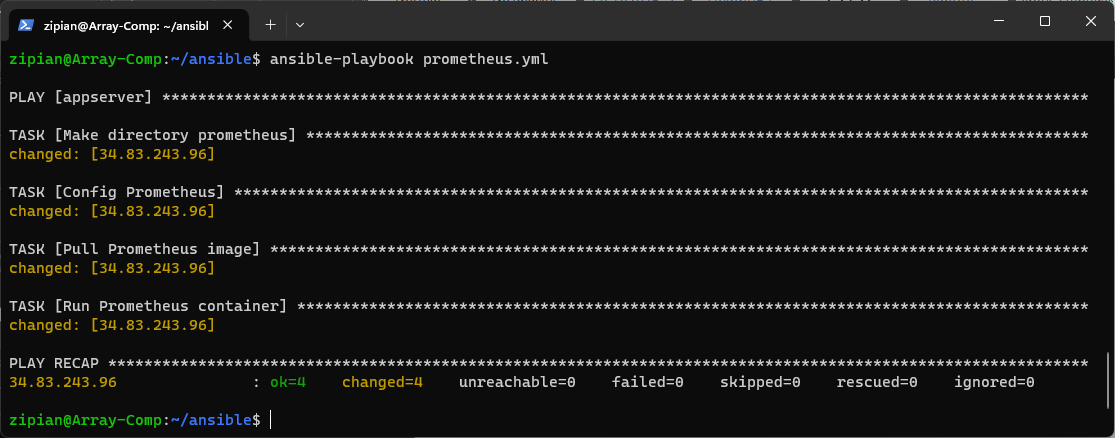 zipian@Array-Comp: ~/ansibl
zipian@Array-Comp:~/ansible$ ansible-playbook prometheus.yml
PLAY [appserver] *******************************************************************************************************
TASK [Make directory prometheus] ***************************************************************************************
changed: [34.83.243.96]
TASK [Config Prometheus] ***********************************************************************************************
changed: [34.83.243.96]
TASK [Pull Prometheus image] *******************************************************************************************
changed: [34.83.243.96]
TASK [Run Prometheus container] ****************************************************************************************
changed: [34.83.243.96]
PLAY RECAP *************************************************************************************************************
34.83.243.96               : ok=4    changed=4    unreachable=0    failed=0    skipped=0    rescued=0    ignored=0
zipian@Array-Comp:~/ansible$